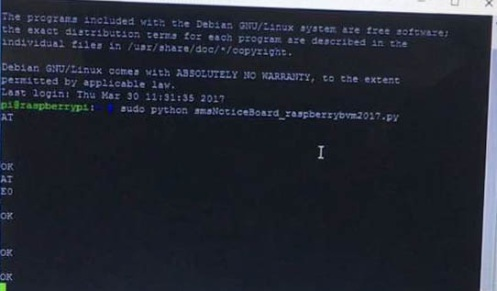 The programs included with the Debian GNU/Linux system are free software;
the exact distribution terms for each program are described in the
individual files in /usr/share/doc/*/copyright.
Debian GNU/Linux comes with ABSOLUTELY NO WARRANTY, to the extent
permitted by applicable law.
Last login: Thu Mar 30 11:31:35 2017
pi@raspberrypi: $ sudo python smsNoticeBoard_raspberrybvm2017.py
AT
OK
AT
E0
OK
OK
OK